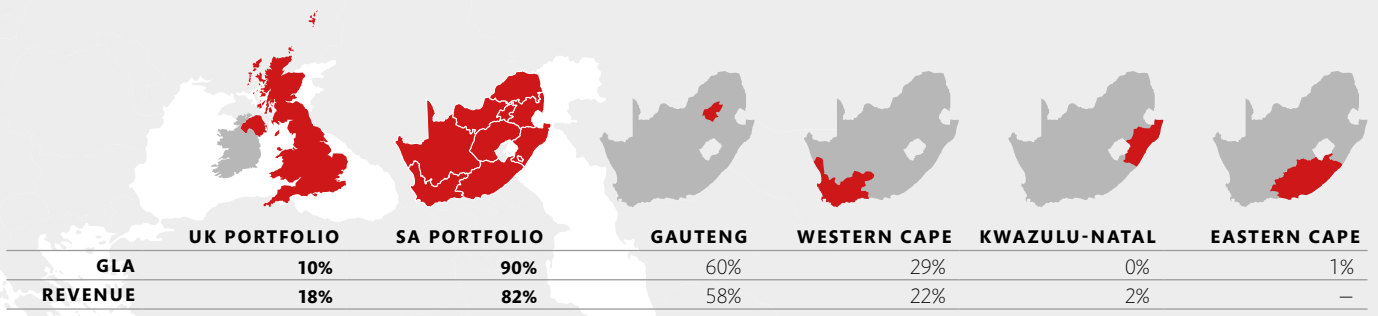 UK PORTFOLIO SA PORTFOLIO GAUTENG WESTERN CAPE KWAZULU-NATAL EASTERN CAPE
GLA 10% 90% 60% 29% 0% 1%
REVENUE 18% 82% 58% 22% 2% –